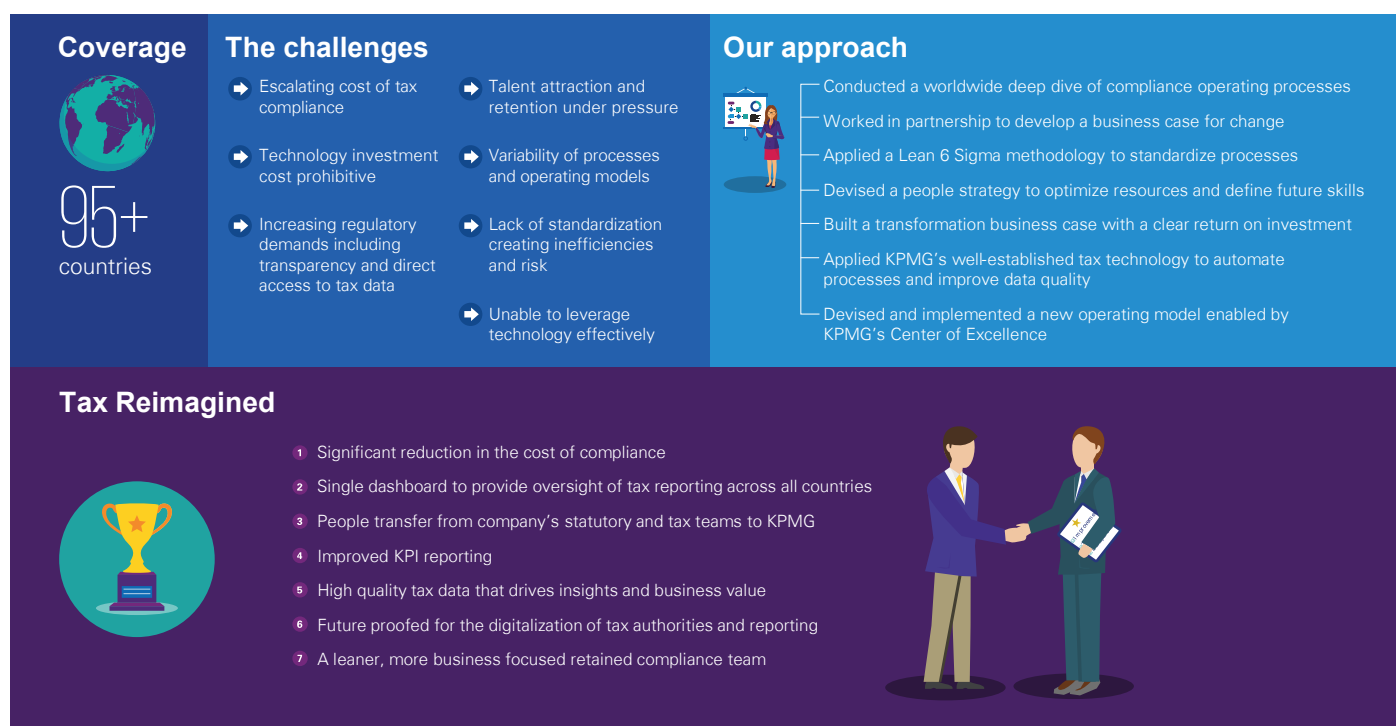 Coverage
95+
countries
The challenges
Escalating cost of tax
compliance
Technology investment
cost prohibitive
Increasing regulatory
demands including
transparency and direct
access to tax data
Talent attraction and
retention under pressure
Variability of processes
and operating models
Lack of standardization
creating inefficiencies
and risk
Unable to leverage
technology effectively
Our approach
Conducted a worldwide deep dive of compliance operating processes
Worked in partnership to develop a business case for change
Applied a Lean 6 Sigma methodology to standardize processes
Devised a people strategy to optimize resources and define future skills
Built a transformation business case with a clear return on investment
Applied KPMG's well-established tax technology to automate
processes and improve data quality
Devised and implemented a new operating model enabled by
KPMG's Center of Excellence
Tax Reimagined
1 Significant reduction in the cost of compliance
2 Single dashboard to provide oversight of tax reporting across all countries
3 People transfer from company's statutory and tax teams to KPMG
4 Improved KPI reporting
5 High quality tax data that drives insights and business value
6 Future proofed for the digitalization of tax authorities and reporting
7 A leaner, more business focused retained compliance team